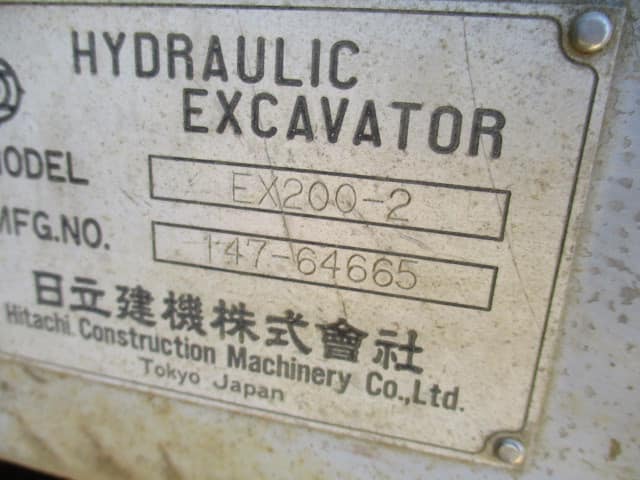 HYDRAULIC
EXCAVATOR
MODEL EX200-2
MFG.NO. 147-64665
日立建機株式會社
Hitachi Construction Machinery Co.,Ltd.
Tokyo Japan